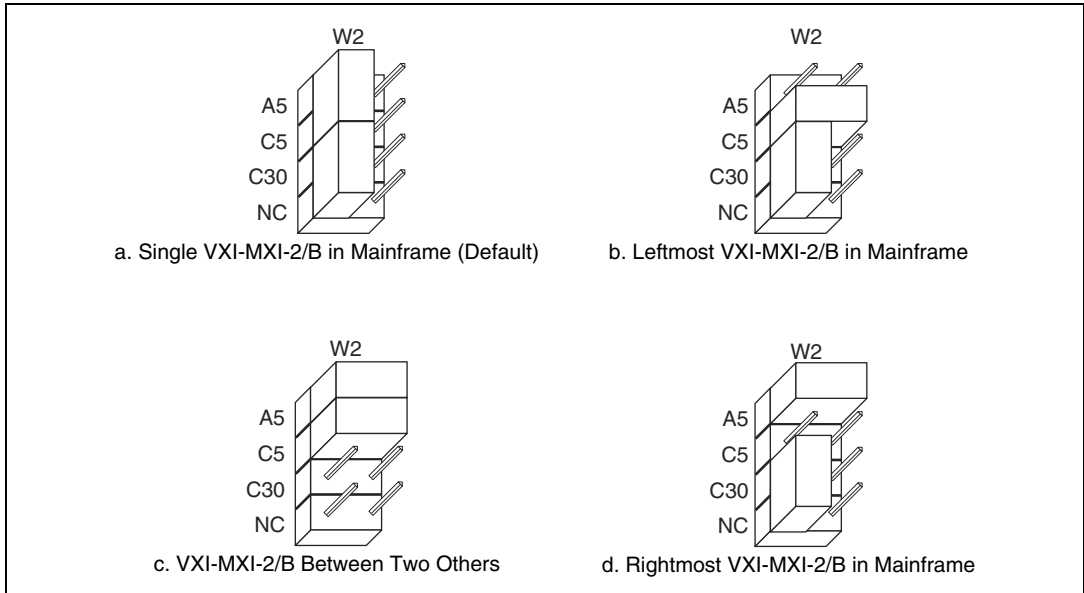 W2
A5
C5
C30
NC
a. Single VXI-MXI-2/B in Mainframe (Default)
W2
A5
C5
C30
NC
b. Leftmost VXI-MXI-2/B in Mainframe
W2
A5
C5
C30
NC
c. VXI-MXI-2/B Between Two Others
W2
A5
C5
C30
NC
d. Rightmost VXI-MXI-2/B in Mainframe